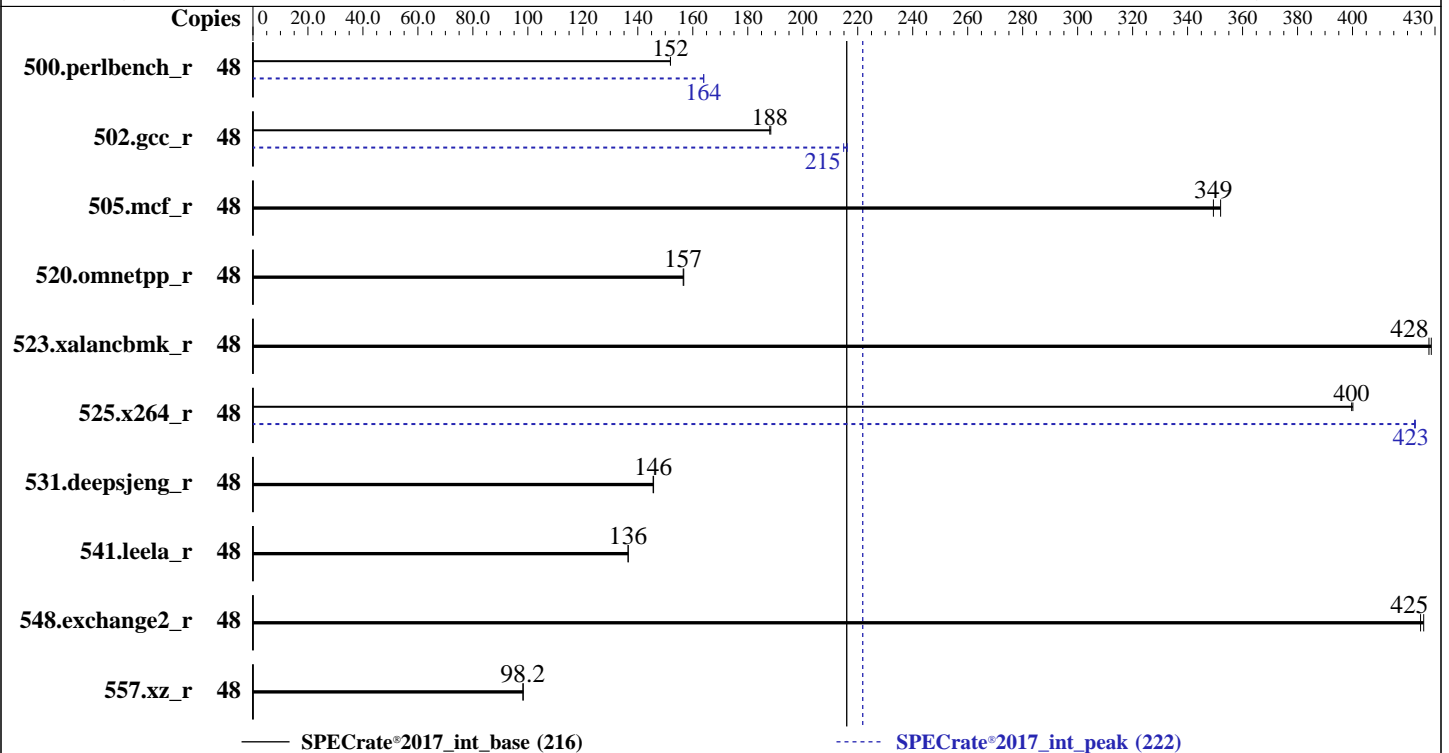 Copies 0 20.0 40.0 60.0 80.0 100 120 140 160 180 200 220 240 260 280 300 320 340 360 380 400 430
152
500.perlbench_r 48
164
188
502.gcc_r 48
215
349
505.mcf_r 48
157
520.omnetpp_r 48
428
523.xalancbmk_r 48
400
525.x264_r 48
423
146
531.deepsjeng_r 48
136
541.leela_r 48
425
548.exchange2_r 48
98.2
557.xz_r 48
SPECrate®2017_int_base (216) SPECrate®2017_int_peak (222)